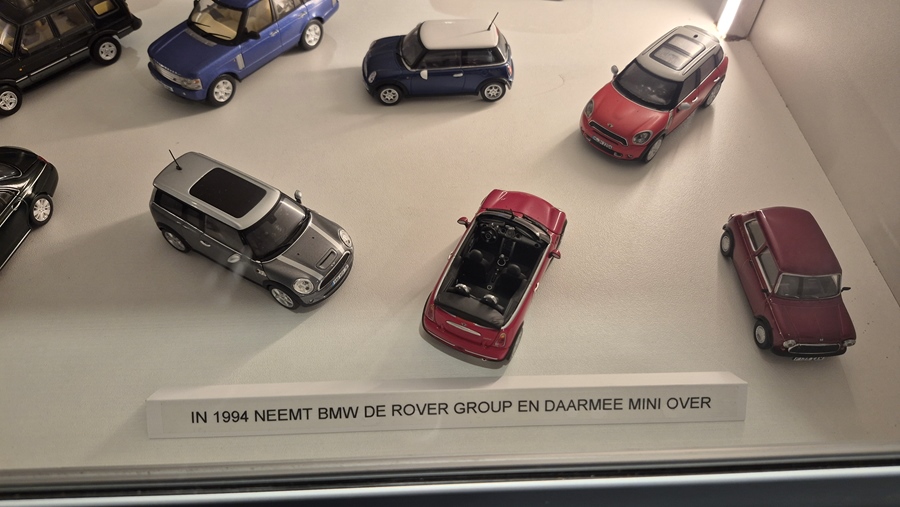 IN 1994 NEEMT BMW DE ROVER GROUP EN DAARMEE MINI OVER